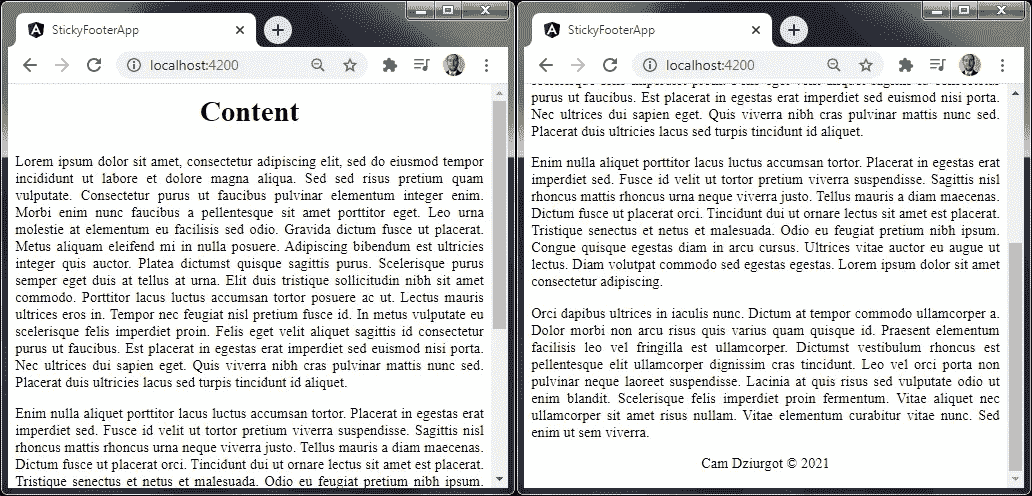 StickyFooterApp
localhost:4200
Content
Lorem ipsum dolor sit amet, consectetur adipiscing elit, sed do eiusmod tempor
incididunt ut labore et dolore magna aliqua. Sed sed risus pretium quam
vulputate. Consectetur purus ut faucibus pulvinar elementum integer enim.
Morbi enim nunc faucibus a pellentesque sit amet porttitor eget. Leo urna
molestie at elementum eu facilisis sed odio. Gravida dictum fusce ut placerat.
Metus aliquam eleifend mi in nulla posuere. Adipiscing bibendum est ultricies
integer quis auctor. Platea dictumst quisque sagittis purus. Scelerisque purus
semper eget duis at tellus at urna. Elit duis tristique sollicitudin nibh sit amet
commodo. Porttitor lacus luctus accumsan tortor posuere ac ut. Lectus mauris
ultrices eros in. Tempor nec feugiat nisl pretium fusce id. In metus vulputate eu
scelerisque felis imperdiet proin. Felis eget velit aliquet sagittis id consectetur
purus ut faucibus. Est placerat in egestas erat imperdiet sed euismod nisi porta.
Nec ultrices dui sapien eget. Quis viverra nibh cras pulvinar mattis nunc sed.
Placerat duis ultricies lacus sed turpis tincidunt id aliquet.
Enim nulla aliquet porttitor lacus luctus accumsan tortor. Placerat in egestas erat
imperdiet sed. Fusce id velit ut tortor pretium viverra suspendisse. Sagittis nisl
rhoncus mattis rhoncus urna neque viverra justo. Tellus mauris a diam maecenas.
Dictum fusce ut placerat orci. Tincidunt dui ut ornare lectus sit amet est placerat.
Tristique senectus et netus et malesuada. Odio eu feugiat pretium nibh ipsum.
StickyFooterApp
localhost:4200
purus ut faucibus. Est placerat in egestas erat imperdiet sed euismod nisi porta.
Nec ultrices dui sapien eget. Quis viverra nibh cras pulvinar mattis nunc sed.
Placerat duis ultricies lacus sed turpis tincidunt id aliquet.
Enim nulla aliquet porttitor lacus luctus accumsan tortor. Placerat in egestas erat
imperdiet sed. Fusce id velit ut tortor pretium viverra suspendisse. Sagittis nisl
rhoncus mattis rhoncus urna neque viverra justo. Tellus mauris a diam maecenas.
Dictum fusce ut placerat orci. Tincidunt dui ut ornare lectus sit amet est placerat.
Tristique senectus et netus et malesuada. Odio eu feugiat pretium nibh ipsum.
Congue quisque egestas diam in arcu cursus. Ultrices vitae auctor eu augue ut
lectus. Diam volutpat commodo sed egestas egestas. Lorem ipsum dolor sit amet
consectetur adipiscing.
Orci dapibus ultrices in iaculis nunc. Dictum at tempor commodo ullamcorper a.
Dolor morbi non arcu risus quis varius quam quisque id. Praesent elementum
facilisis leo vel fringilla est ullamcorper. Dictumst vestibulum rhoncus est
pellentesque elit ullamcorper dignissim cras tincidunt. Leo vel orci porta non
pulvinar neque laoreet suspendisse. Lacinia at quis risus sed vulputate odio ut
enim blandit. Scelerisque felis imperdiet proin fermentum. Vitae aliquet nec
ullamcorper sit amet risus nullam. Vitae elementum curabitur vitae nunc. Sed
enim ut sem viverra.
Cam Dziurgot © 2021